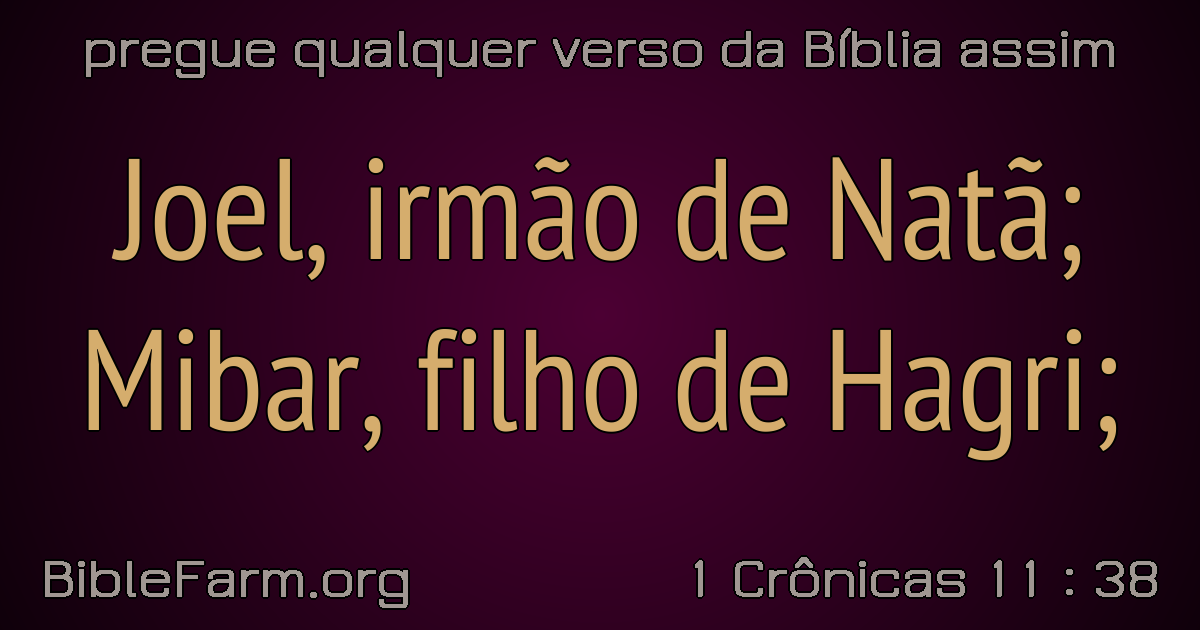 pregue qualquer verso da Bíblia assim
Joel, irmão de Natã;
Mibar, filho de Hagri;
BibleFarm.org
1 Crônicas 11 : 38